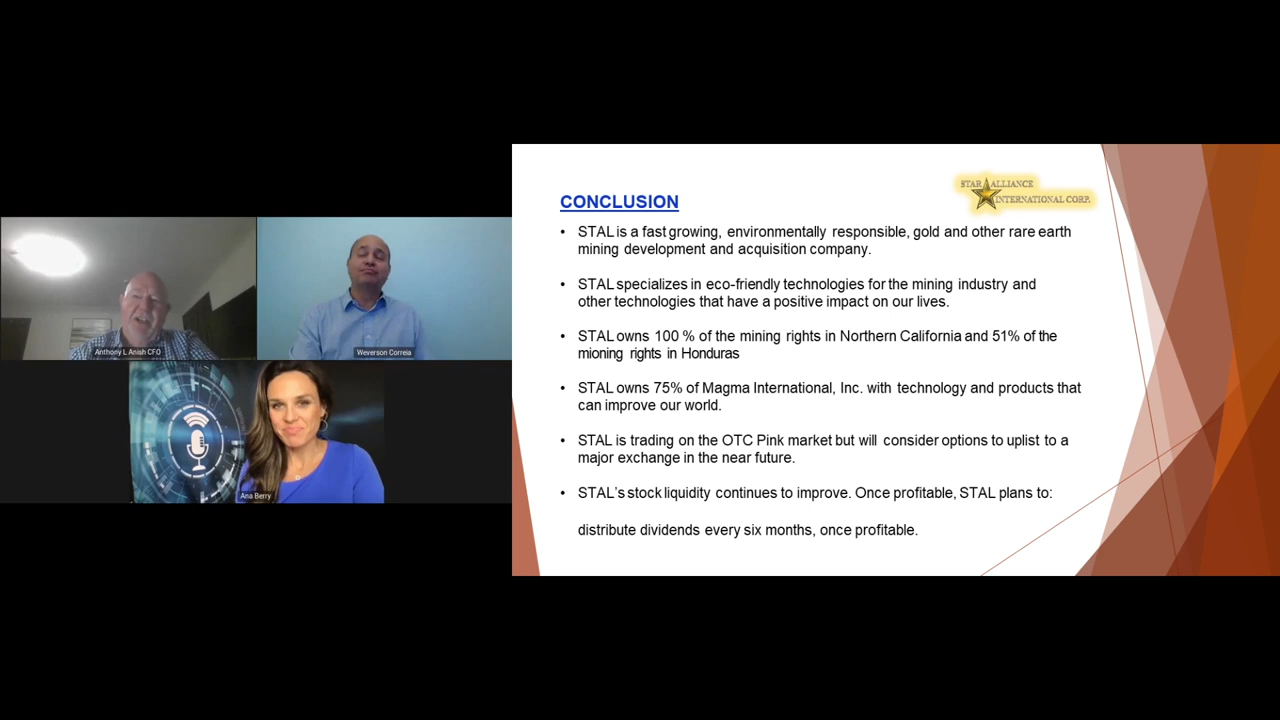 Anthony L Anish CFO
Weverson Correia
Ana Berry
STAR ALLIANCE
INTERNATIONAL CORP.
CONCLUSION
• STAL is a fast growing, environmentally responsible, gold and other rare earth
mining development and acquisition company.
• STAL specializes in eco-friendly technologies for the mining industry and
other technologies that have a positive impact on our lives.
• STAL owns 100 % of the mining rights in Northern California and 51% of the
mioning rights in Honduras
• STAL owns 75% of Magma International, Inc. with technology and products that
can improve our world.
• STAL is trading on the OTC Pink market but will consider options to uplist to a
major exchange in the near future.
• STAL's stock liquidity continues to improve. Once profitable, STAL plans to:
distribute dividends every six months, once profitable.